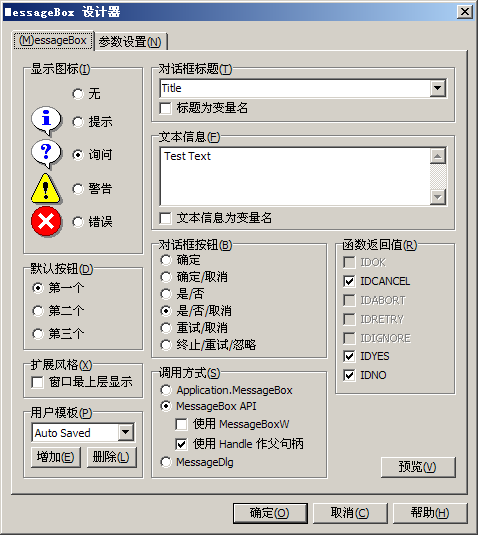 MessageBox 设计器
(M)essageBox
参数设置(N)
显示图标(I)
无
提示
询问
警告
错误
默认按钮(D)
第一个
第二个
第三个
扩展风格(X)
窗口最上层显示
用户模板(P)
Auto Saved
增加(E)
删除(L)
对话框标题(T)
Title
标题为变量名
文本信息(F)
Test Text
文本信息为变量名
对话框按钮(B)
确定
确定/取消
是/否
是/否/取消
重试/取消
终止/重试/忽略
函数返回值(R)
IDOK
IDCANCEL
IDABORT
IDRETRY
IDIGNORE
IDYES
IDNO
调用方式(S)
Application.MessageBox
MessageBox API
使用 MessageBoxW
使用 Handle 作父句柄
MessageDlg
预览(V)
确定(O)
取消(C)
帮助(H)